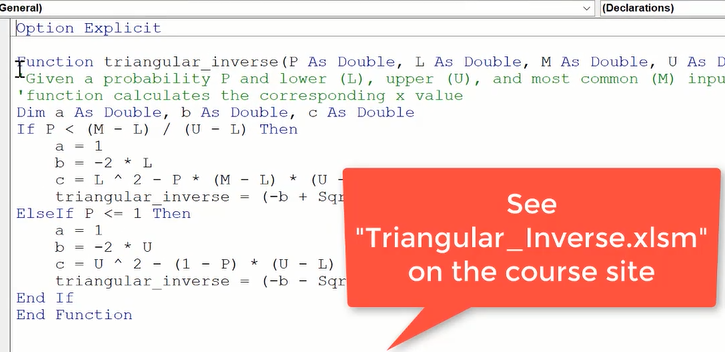 General)
(Declarations)
Option Explicit
Function triangular_inverse(P As Double, L As Double, M As Double, U As D
'Given a probability P and lower (L), upper (U), and most common (M) inpu
'function calculates the corresponding x value
Dim a As Double, b As Double, c As Double
If P < (M - L) / (U - L) Then
a = 1
b = -2 * L
c = L ^ 2 - P * (M - L) * (U -
triangular_inverse = (-b + Sqr
ElseIf P <= 1 Then
a = 1
b = -2 * U
c = U ^ 2 - (1 - P) * (U - L)
triangular_inverse = (-b - Sqr
End If
End Function
See
"Triangular_Inverse.xlsm"
on the course site